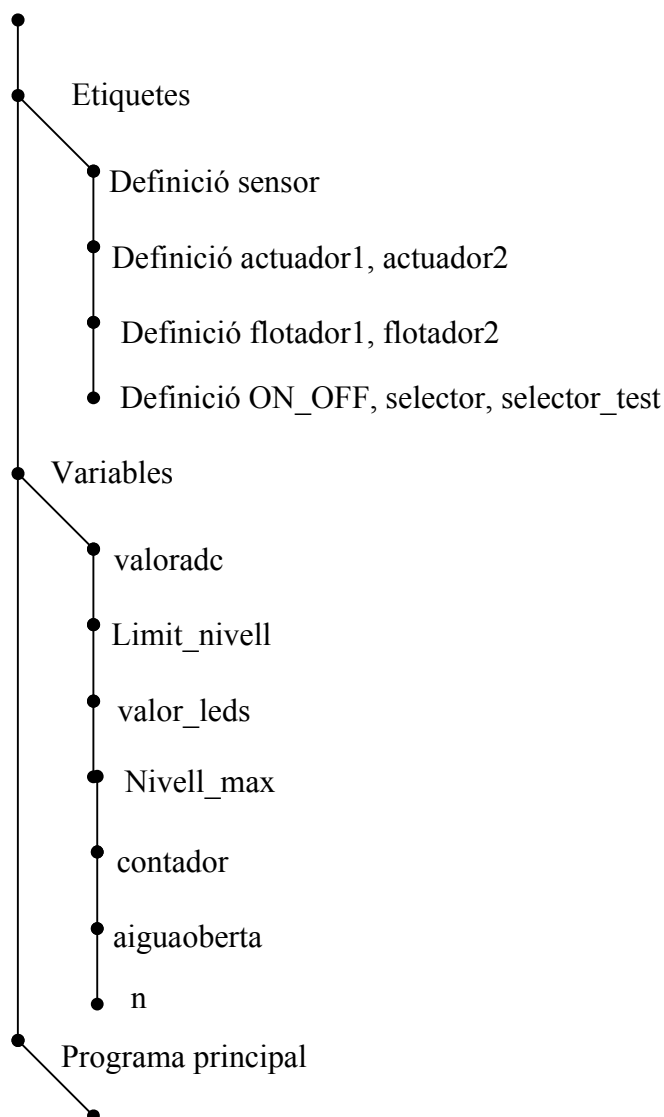 Etiquetes
Definició sensor
Definició actuador1, actuador2
Definició flotador1, flotador2
Definició ON_OFF, selector, selector_test
Variables
valoradc
Limit_nivell
valor_leds
Nivell_max
contador
aiguaoberta
n
Programa principal